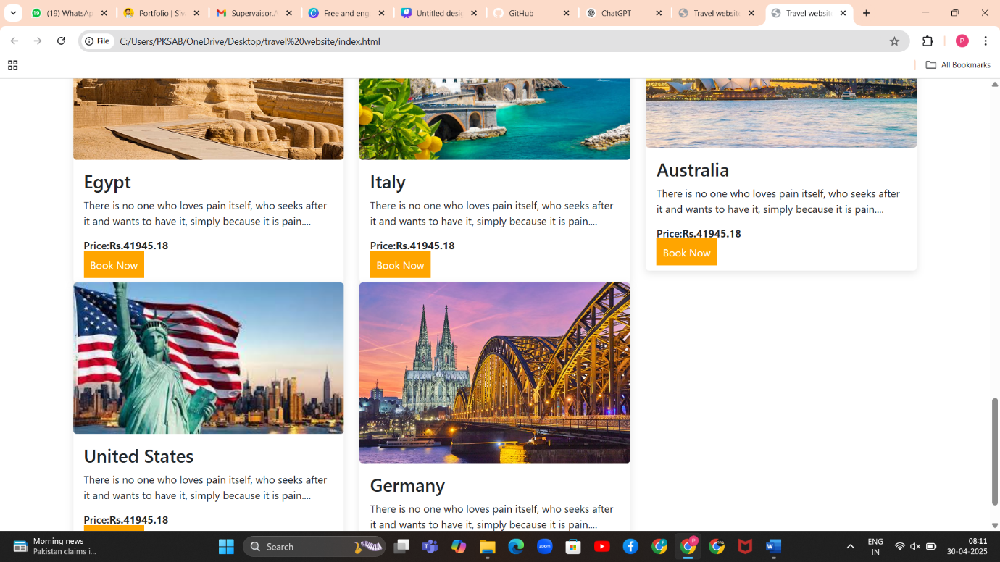 (19) WhatsAp
Portfolio | Siv
Supervaisor.A
Free and eng
Untitled desig
GitHub
ChatGPT
Travel website
Travel website
File
C:/Users/PKSAB/OneDrive/Desktop/travel%20website/index.html
P
All Bookmarks
Egypt
There is no one who loves pain itself, who seeks after
it and wants to have it, simply because it is pain....
Price:Rs.41945.18
Book Now
Italy
There is no one who loves pain itself, who seeks after
it and wants to have it, simply because it is pain....
Price:Rs.41945.18
Book Now
Australia
There is no one who loves pain itself, who seeks after
it and wants to have it, simply because it is pain....
Price:Rs.41945.18
Book Now
United States
There is no one who loves pain itself, who seeks after
it and wants to have it, simply because it is pain....
Price:Rs.41945.18
Germany
There is no one who loves pain itself, who seeks after
it and wants to have it, simply because it is pain....
Morning news
Pakistan claims i...
Search
zoom
ENG
IN
08:11
30-04-2025